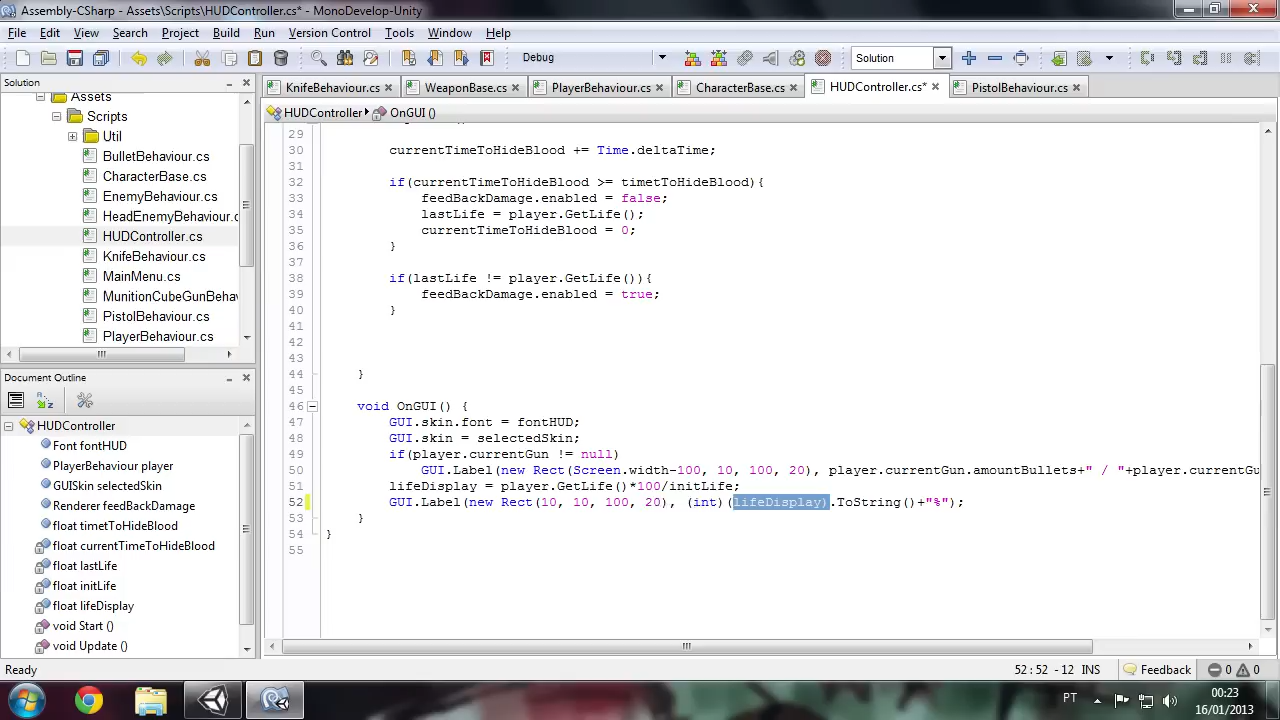 Assembly-CSharp - Assets\Scripts\HUDController.cs* - MonoDevelop-Unity
File Edit View Search Project Build Run Version Control Tools Window Help
Debug
Solution
Solution
Assets
Scripts
Util
BulletBehaviour.cs
CharacterBase.cs
EnemyBehaviour.cs
HeadEnemyBehaviour.c
HUDController.cs
KnifeBehaviour.cs
MainMenu.cs
MunitionCubeGunBehav
PistolBehaviour.cs
PlayerBehaviour.cs
Document Outline
HUDController
Font fontHUD
PlayerBehaviour player
GUISkin selectedSkin
Renderer feedBackDamage
float timetToHideBlood
float currentTimeToHideBlood
float lastLife
float initLife
float lifeDisplay
void Start ()
void Update ()
KnifeBehaviour.cs WeaponBase.cs PlayerBehaviour.cs CharacterBase.cs HUDController.cs* PistolBehaviour.cs
HUDController OnGUI ()
29
30 currentTimeToHideBlood += Time.deltaTime;
31
32 if(currentTimeToHideBlood >= timetToHideBlood){
33 feedBackDamage.enabled = false;
34 lastLife = player.GetLife();
35 currentTimeToHideBlood = 0;
36 }
37
38 if(lastLife != player.GetLife()){
39 feedBackDamage.enabled = true;
40 }
41
42
43
44 }
45
46 void OnGUI() {
47 GUI.skin.font = fontHUD;
48 GUI.skin = selectedSkin;
49 if(player.currentGun != null)
50 GUI.Label(new Rect(Screen.width-100, 10, 100, 20), player.currentGun.amountBullets+" / "+player.currentGu
51 lifeDisplay = player.GetLife()*100/initLife;
52 GUI.Label(new Rect(10, 10, 100, 20), (int)(lifeDisplay).ToString()+"%");
53 }
54 }
55
Ready
52 : 52 - 12 INS
Feedback
0 0
PT
00:23
16/01/2013